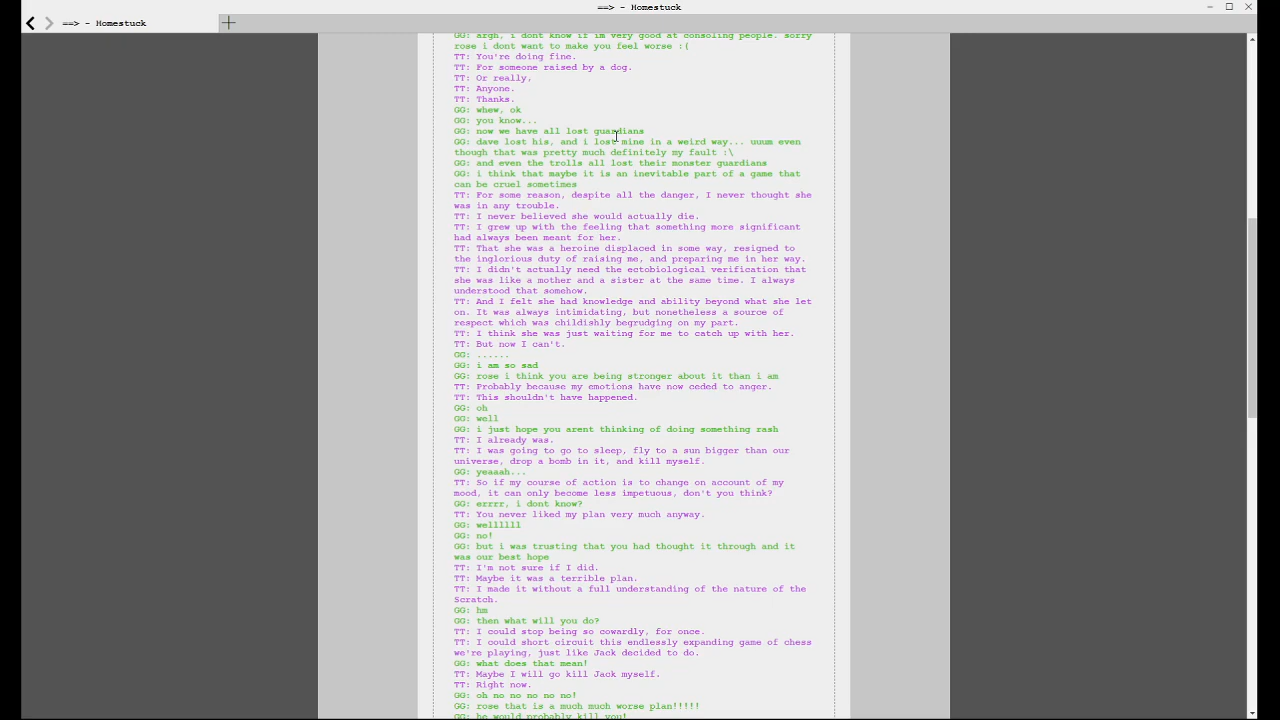 ==> - Homestuck
==> - Homestuck
GG: argh, i dont know if im very good at consoling people. sorry
rose i dont want to make you feel worse :(
TT: You're doing fine.
TT: For someone raised by a dog.
TT: Or really,
TT: Anyone.
TT: Thanks.
GG: whew, ok
GG: you know...
GG: now we have all lost guardians
GG: dave lost his, and i lost mine in a weird way... uuum even
though that was pretty much definitely my fault :\
GG: and even the trolls all lost their monster guardians
GG: i think that maybe it is an inevitable part of a game that
can be cruel sometimes
TT: For some reason, despite all the danger, I never thought she
was in any trouble.
TT: I never believed she would actually die.
TT: I grew up with the feeling that something more significant
had always been meant for her.
TT: That she was a heroine displaced in some way, resigned to
the inglorious duty of raising me, and preparing me in her way.
TT: I didn't actually need the ectobiological verification that
she was like a mother and a sister at the same time. I always
understood that somehow.
TT: And I felt she had knowledge and ability beyond what she let
on. It was always intimidating, but nonetheless a source of
respect which was childishly begrudging on my part.
TT: I think she was just waiting for me to catch up with her.
TT: But now I can't.
GG: ......
GG: i am so sad
GG: rose i think you are being stronger about it than i am
TT: Probably because my emotions have now ceded to anger.
TT: This shouldn't have happened.
GG: oh
GG: well
GG: i just hope you arent thinking of doing something rash
TT: I already was.
TT: I was going to go to sleep, fly to a sun bigger than our
universe, drop a bomb in it, and kill myself.
GG: yeaaah...
TT: So if my course of action is to change on account of my
mood, it can only become less impetuous, don't you think?
GG: errrr, i dont know?
TT: You never liked my plan very much anyway.
GG: wellllll
GG: no!
GG: but i was trusting that you had thought it through and it
was our best hope
TT: I'm not sure if I did.
TT: Maybe it was a terrible plan.
TT: I made it without a full understanding of the nature of the
Scratch.
GG: hm
GG: then what will you do?
TT: I could stop being so cowardly, for once.
TT: I could short circuit this endlessly expanding game of chess
we're playing, just like Jack decided to do.
GG: what does that mean!
TT: Maybe I will go kill Jack myself.
TT: Right now.
GG: oh no no no no no!
GG: rose that is a much much worse plan!!!!!
GG: he would probably kill you!